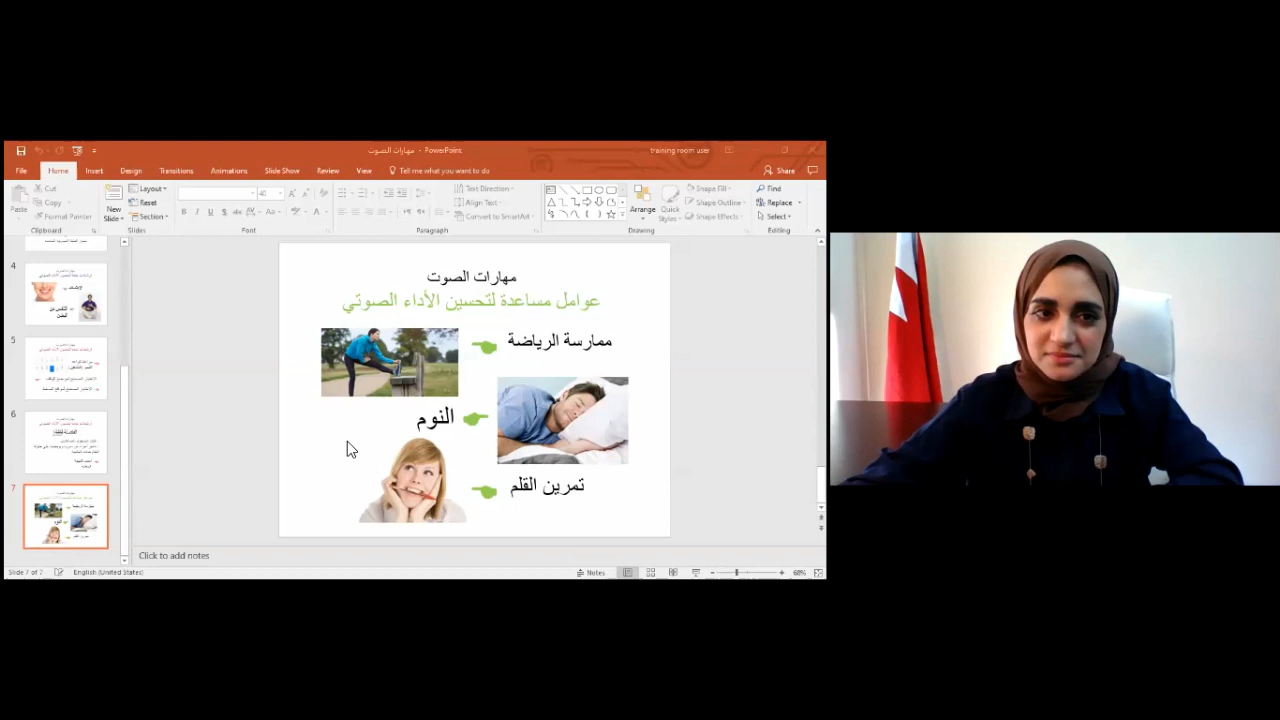 مهارات الصوت - PowerPoint
training room user
File Home Insert Design Transitions Animations Slide Show Review View Tell me what you want to do Share
Cut
Copy
Format Painter
Paste
Clipboard
New Slide
Layout
Reset
Section
Slides
Font
Text Direction
Align Text
Convert to SmartArt
Paragraph
Arrange
Quick Styles
Shape Fill
Shape Outline
Shape Effects
Drawing
Find
Replace
Select
Editing
4
5
6
7
مهارات الصوت
عوامل مساعدة لتحسين الأداء الصوتي
ممارسة الرياضة
النوم
تمرين القلم
Click to add notes
Slide 7 of 7 English (United States) Notes 68%